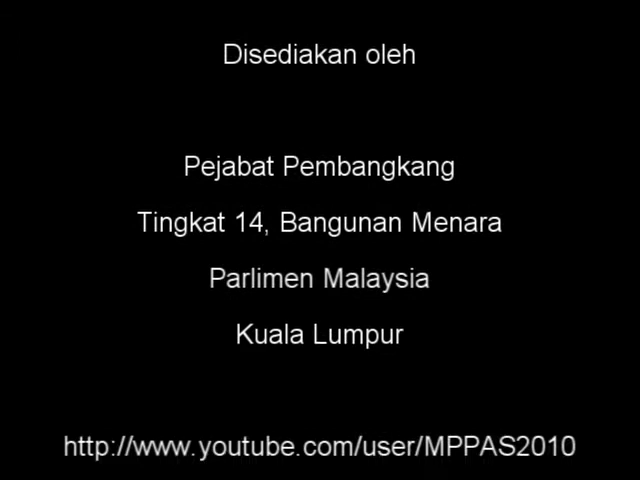 Disediakan oleh
Pejabat Pembangkang
Tingkat 14, Bangunan Menara
Parlimen Malaysia
Kuala Lumpur
http://www.youtube.com/user/MPPAS2010